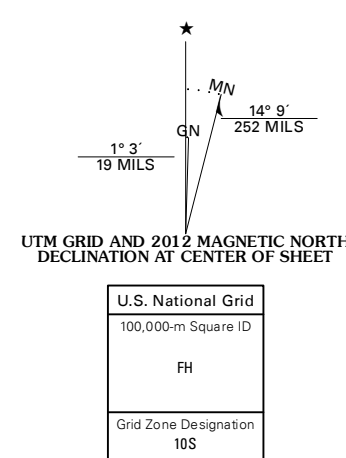 ★
MN
14° 9´
252 MILS
GN
1° 3´
19 MILS
UTM GRID AND 2012 MAGNETIC NORTH
DECLINATION AT CENTER OF SHEET
U.S. National Grid
100,000-m Square ID
FH
Grid Zone Designation
10S